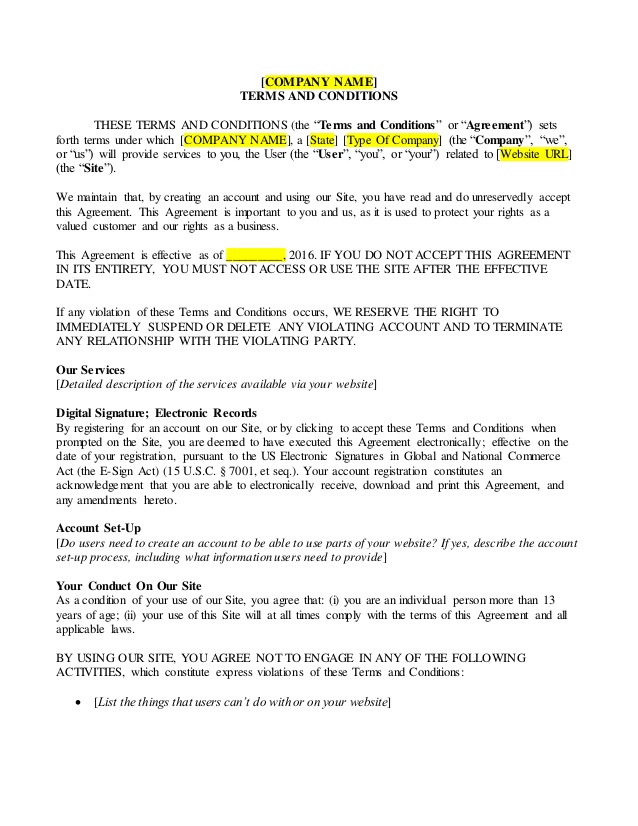 [COMPANY NAME]
TERMS AND CONDITIONS
THESE TERMS AND CONDITIONS (the “Terms and Conditions” or “Agreement”) sets
forth terms under which [COMPANY NAME], a [State] [Type Of Company] (the “Company”, “we”,
or “us”) will provide services to you, the User (the “User”, “you”, or “your”) related to [Website URL]
(the “Site”).
We maintain that, by creating an account and using our Site, you have read and do unreservedly accept
this Agreement. This Agreement is important to you and us, as it is used to protect your rights as a
valued customer and our rights as a business.
This Agreement is effective as of _________, 2016. IF YOU DO NOT ACCEPT THIS AGREEMENT
IN ITS ENTIRETY, YOU MUST NOT ACCESS OR USE THE SITE AFTER THE EFFECTIVE
DATE.
If any violation of these Terms and Conditions occurs, WE RESERVE THE RIGHT TO
IMMEDIATELY SUSPEND OR DELETE ANY VIOLATING ACCOUNT AND TO TERMINATE
ANY RELATIONSHIP WITH THE VIOLATING PARTY.
Our Services
[Detailed description of the services available via your website]
Digital Signature; Electronic Records
By registering for an account on our Site, or by clicking to accept these Terms and Conditions when
prompted on the Site, you are deemed to have executed this Agreement electronically; effective on the
date of your registration, pursuant to the US Electronic Signatures in Global and National Commerce
Act (the E-Sign Act) (15 U.S.C. § 7001, et seq.). Your account registration constitutes an
acknowledgement that you are able to electronically receive, download and print this Agreement, and
any amendments hereto.
Account Set-Up
[Do users need to create an account to be able to use parts of your website? If yes, describe the account
set-up process, including what information users need to provide]
Your Conduct On Our Site
As a condition of your use of our Site, you agree that: (i) you are an individual person more than 13
years of age; (ii) your use of this Site will at all times comply with the terms of this Agreement and all
applicable laws.
BY USING OUR SITE, YOU AGREE NOT TO ENGAGE IN ANY OF THE FOLLOWING
ACTIVITIES, which constitute express violations of these Terms and Conditions:
• [List the things that users can’t do with or on your website]